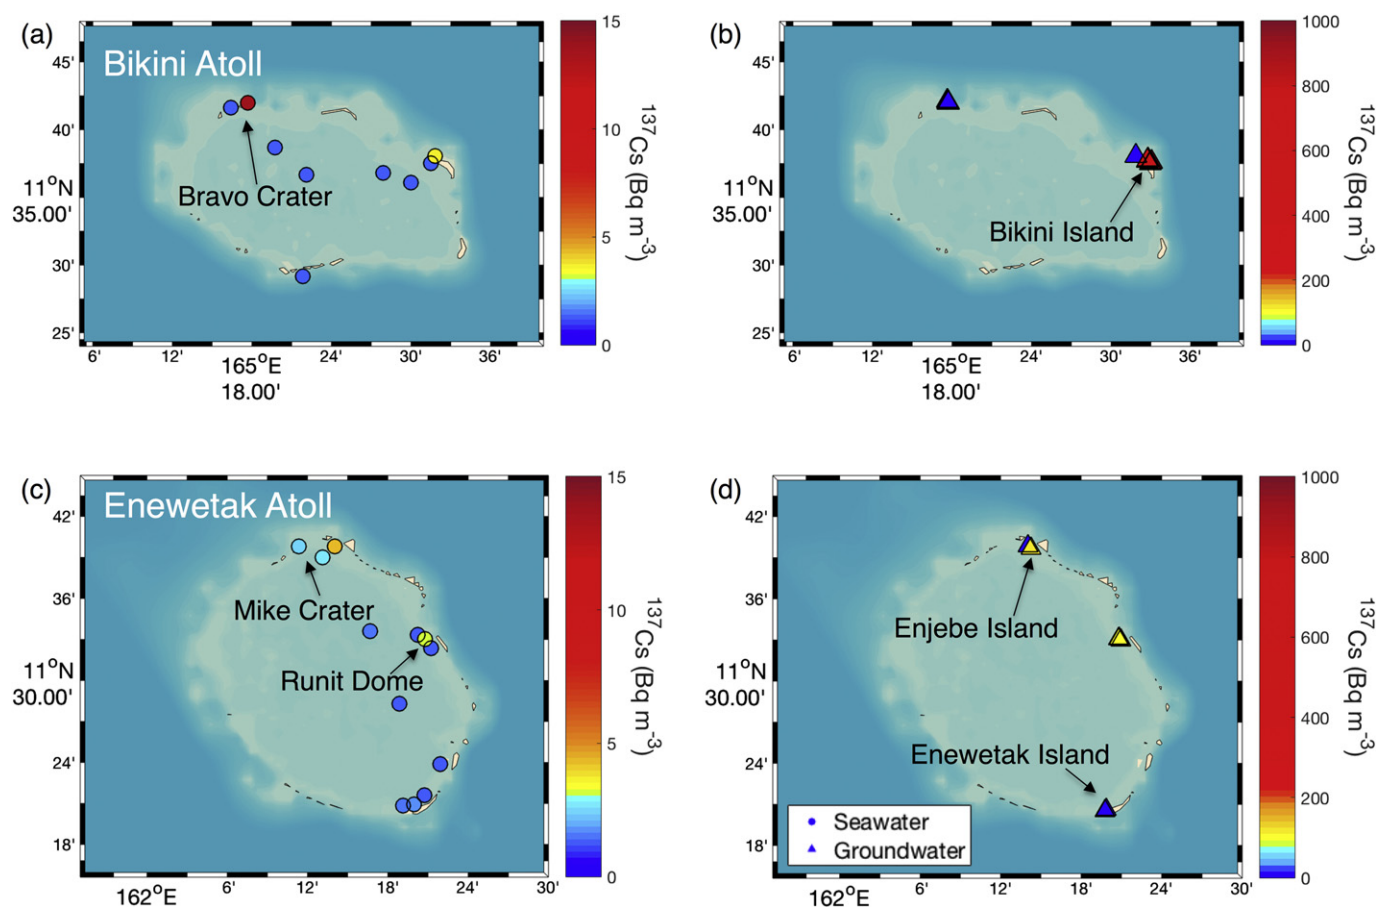 (a)
Bikini Atoll
45'
40'
11°N
35.00'
30'
25'
6'
12'
165°E
18.00'
24'
30'
36'
Bravo Crater
15
10
5
0
137Cs (Bq m-3)
(b)
45'
40'
11°N
35.00'
30'
25'
6'
12'
165°E
18.00'
24'
30'
36'
Bikini Island
1000
800
600
400
200
0
137Cs (Bq m-3)
(c)
Enewetak Atoll
42'
36'
11°N
30.00'
24'
18'
162°E
6'
12'
18'
24'
30'
Mike Crater
Runit Dome
15
10
5
0
137Cs (Bq m-3)
(d)
42'
36'
11°N
30.00'
24'
18'
162°E
6'
12'
18'
24'
30'
Enjebe Island
Enewetak Island
Seawater
Groundwater
1000
800
600
400
200
0
137Cs (Bq m-3)